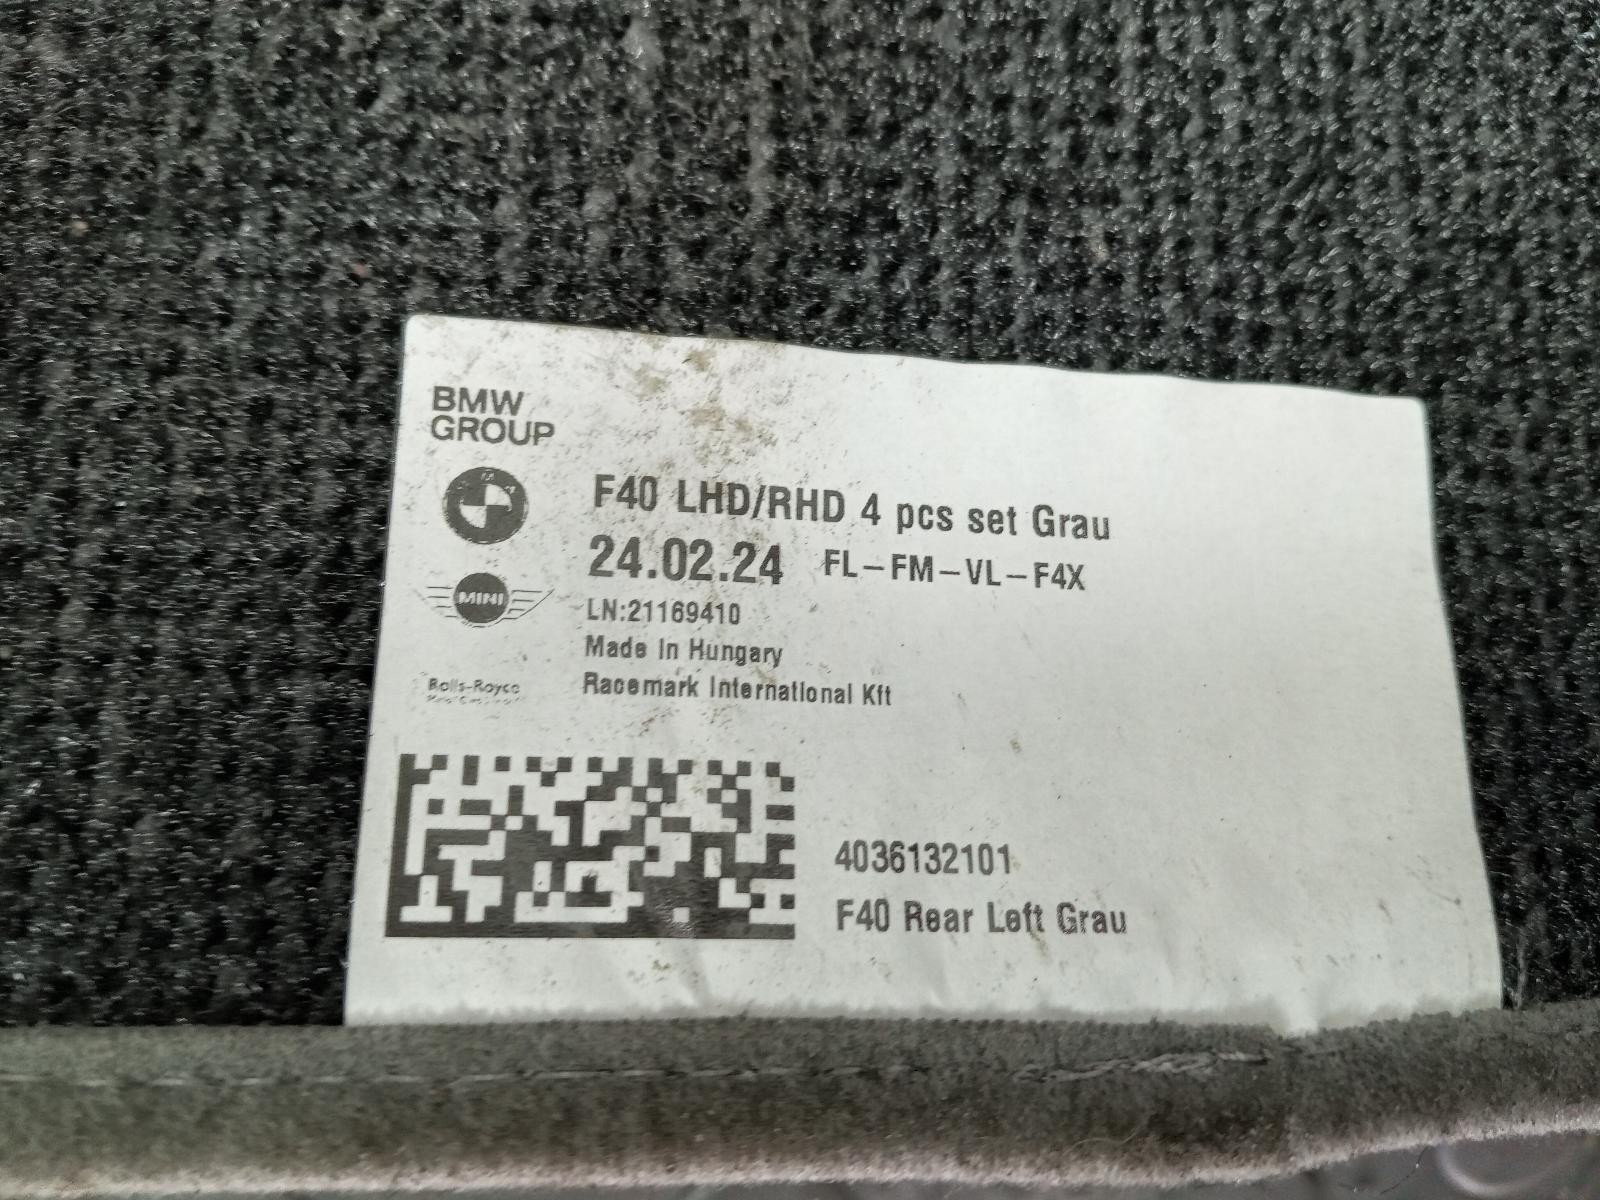 BMW
GROUP
F40 LHD/RHD 4 pcs set Grau
24.02.24 FL-FM-VL-F4X
MINI
LN:21169410
Made In Hungary
Rolls-Royce
Racemark International Kft
4036132101
F40 Rear Left Grau